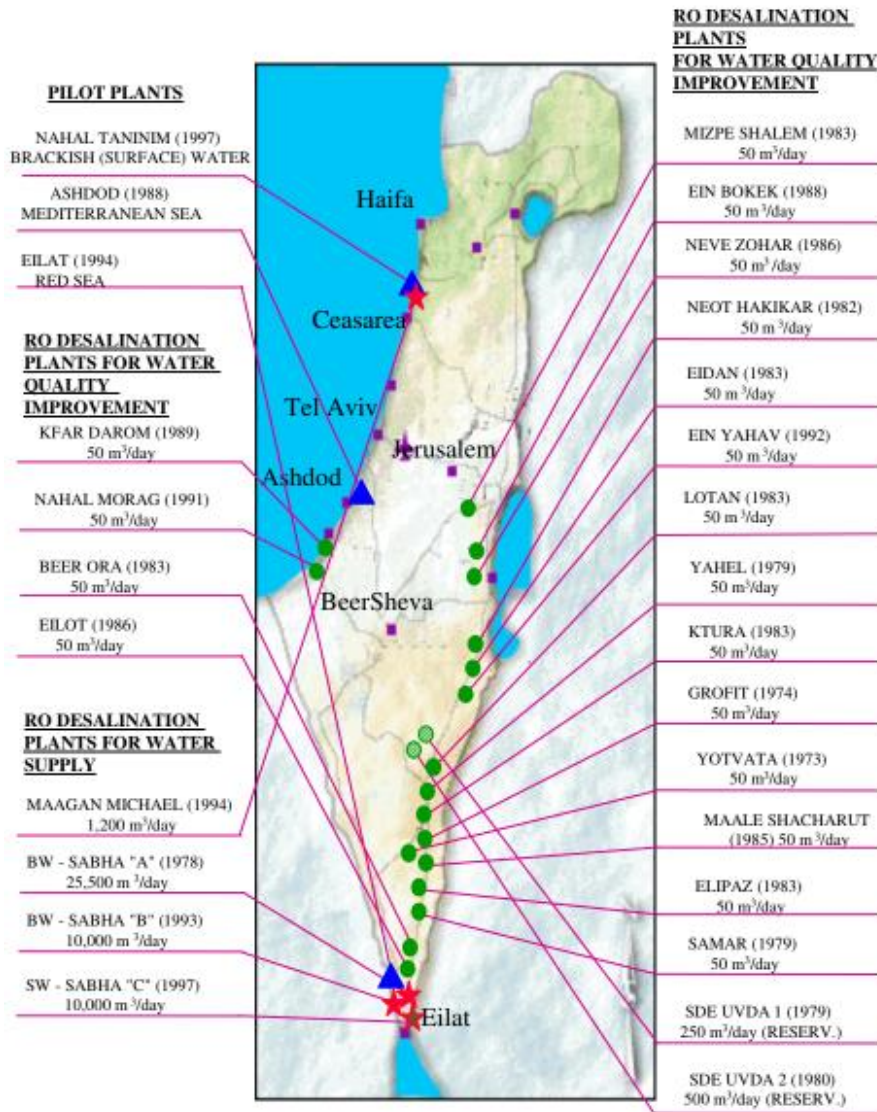 PILOT PLANTS
NAHAL TANINIM (1997)
BRACKISH (SURFACE) WATER
ASHDOD (1988)
MEDITERRANEAN SEA
EILAT (1994)
RED SEA
RO DESALINATION
PLANTS FOR WATER
QUALITY
IMPROVEMENT
KFAR DAROM (1989)
50 m³/day
NAHAL MORAG (1991)
50 m³/day
BEER ORA (1983)
50 m³/day
EILOT (1986)
50 m³/day
RO DESALINATION
PLANTS FOR WATER
SUPPLY
MAAGAN MICHAEL (1994)
1,200 m³/day
BW - SABHA "A" (1978)
25,500 m³/day
BW - SABHA "B" (1993)
10,000 m³/day
SW - SABHA "C" (1997)
10,000 m³/day
Haifa
Ceasarea
Tel Aviv
Jerusalem
Ashdod
BeerSheva
Eilat
RO DESALINATION
PLANTS
FOR WATER QUALITY
IMPROVEMENT
MIZPE SHALEM (1983)
50 m³/day
EIN BOKEK (1988)
50 m³/day
NEVE ZOHAR (1986)
50 m³/day
NEOT HAKIKAR (1982)
50 m³/day
EIDAN (1983)
50 m³/day
EIN YAHAV (1992)
50 m³/day
LOTAN (1983)
50 m³/day
YAHEL (1979)
50 m³/day
KTURA (1983)
50 m³/day
GROFIT (1974)
50 m³/day
YOTVATA (1973)
50 m³/day
MAALE SHACHARUT
(1985) 50 m³/day
ELIPAZ (1983)
50 m³/day
SAMAR (1979)
50 m³/day
SDE UVDA 1 (1979)
250 m³/day (RESERV.)
SDE UVDA 2 (1980)
500 m³/day (RESERV.)